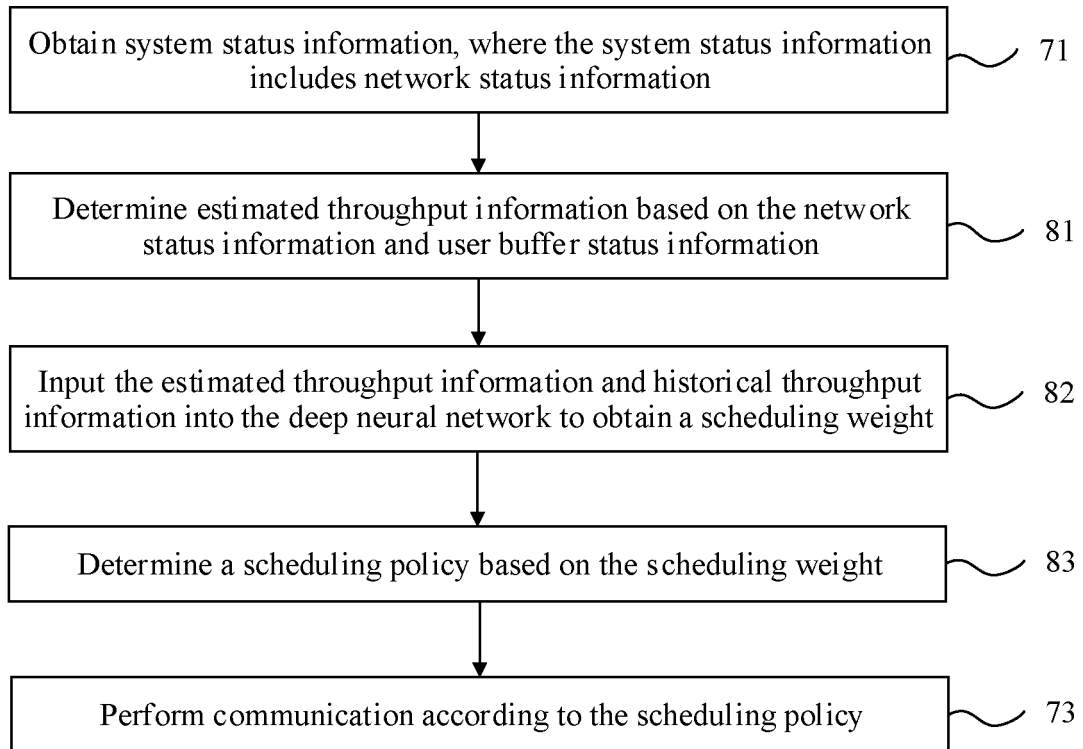 Obtain system status information, where the system status information
includes network status information
71
Determine estimated throughput information based on the network
status information and user buffer status information
81
Input the estimated throughput information and historical throughput
information into the deep neural network to obtain a scheduling weight
82
Determine a scheduling policy based on the scheduling weight
83
Perform communication according to the scheduling policy
73